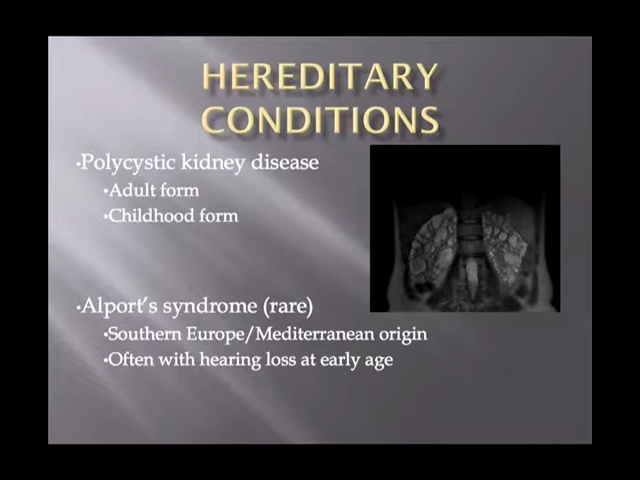 HEREDITARY
CONDITIONS
•Polycystic kidney disease
•Adult form
•Childhood form
•Alport's syndrome (rare)
•Southern Europe/Mediterranean origin
•Often with hearing loss at early age